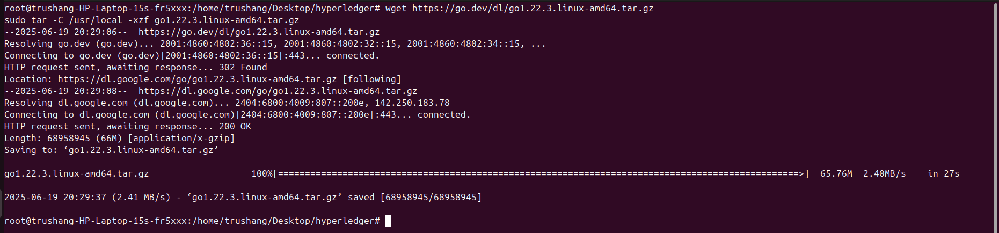 root@trushang-HP-Laptop-15s-fr5xxx:/home/trushang/Desktop/hyperledger# wget https://go.dev/dl/go1.22.3.linux-amd64.tar.gz
sudo tar -C /usr/local -xzf go1.22.3.linux-amd64.tar.gz
--2025-06-19 20:29:06--  https://go.dev/dl/go1.22.3.linux-amd64.tar.gz
Resolving go.dev (go.dev)... 2001:4860:4802:36::15, 2001:4860:4802:32::15, 2001:4860:4802:34::15, ...
Connecting to go.dev (go.dev)|2001:4860:4802:36::15|:443... connected.
HTTP request sent, awaiting response... 302 Found
Location: https://dl.google.com/go/go1.22.3.linux-amd64.tar.gz [following]
--2025-06-19 20:29:08--  https://dl.google.com/go/go1.22.3.linux-amd64.tar.gz
Resolving dl.google.com (dl.google.com)... 2404:6800:4009:807::200e, 142.250.183.78
Connecting to dl.google.com (dl.google.com)|2404:6800:4009:807::200e|:443... connected.
HTTP request sent, awaiting response... 200 OK
Length: 68958945 (66M) [application/x-gzip]
Saving to: ‘go1.22.3.linux-amd64.tar.gz’
go1.22.3.linux-amd64.tar.gz                   100%[=================================================================================================>]  65.76M  2.40MB/s    in 27s
2025-06-19 20:29:37 (2.41 MB/s) - ‘go1.22.3.linux-amd64.tar.gz’ saved [68958945/68958945]
root@trushang-HP-Laptop-15s-fr5xxx:/home/trushang/Desktop/hyperledger#